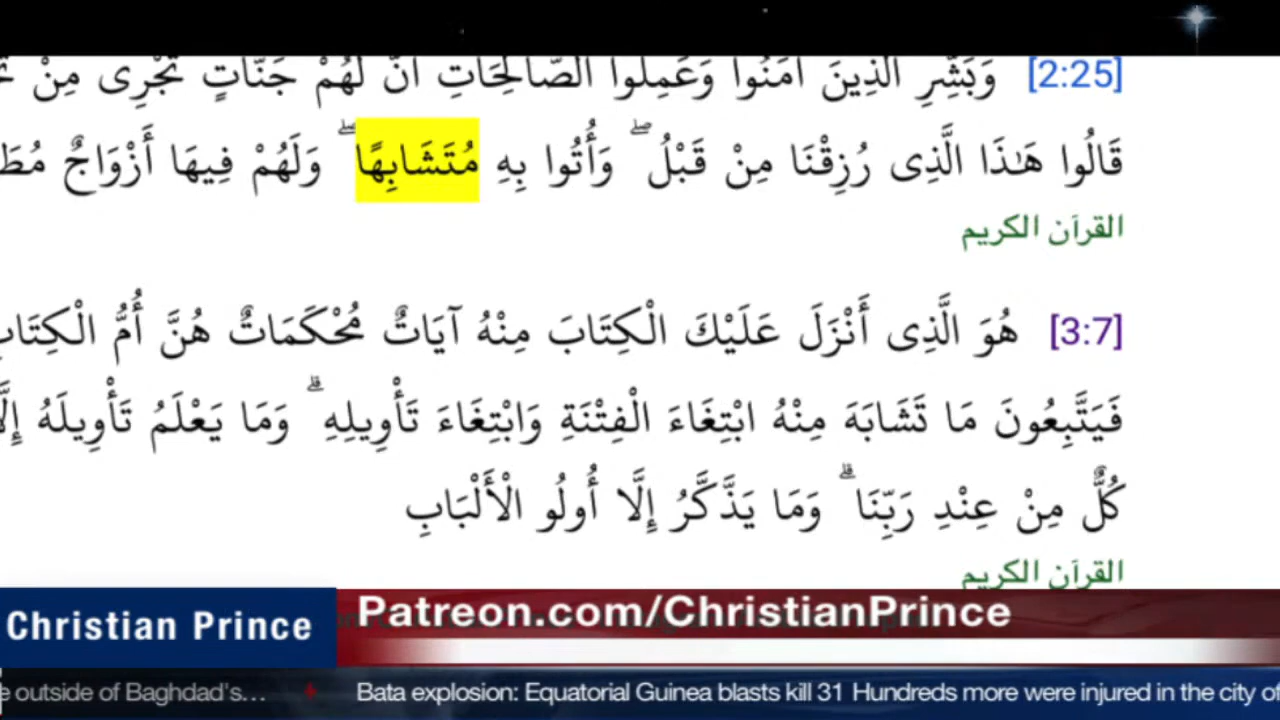 [2:25] وَبَشِّرِ الَّذِينَ آمَنُوا وَعَمِلُوا الصَّالِحَاتِ أَنَّ لَهُمْ جَنَّاتٍ تَجْرِى مِنْ
قَالُوا هَـٰذَا الَّذِى رُزِقْنَا مِنْ قَبْلُ ۖ وَأُتُوا بِهِ مُتَشَابِهًا ۖ وَلَهُمْ فِيهَا أَزْوَاجٌ
القرآن الكريم
[3:7] هُوَ الَّذِى أَنْزَلَ عَلَيْكَ الْكِتَابَ مِنْهُ آيَاتٌ مُحْكَمَاتٌ هُنَّ أُمُّ الْكِتَابِ
فَيَتَّبِعُونَ مَا تَشَابَهَ مِنْهُ ابْتِغَاءَ الْفِتْنَةِ وَابْتِغَاءَ تَأْوِيلِهِ ۗ وَمَا يَعْلَمُ تَأْوِيلَهُ إِلَّا
كُلٌّ مِنْ عِنْدِ رَبِّنَا ۗ وَمَا يَذَّكَّرُ إِلَّا أُولُو الْأَلْبَابِ
القرآن الكريم
Christian Prince
Patreon.com/ChristianPrince
e outside of Baghdad's... Bata explosion: Equatorial Guinea blasts kill 31 Hundreds more were injured in the city of